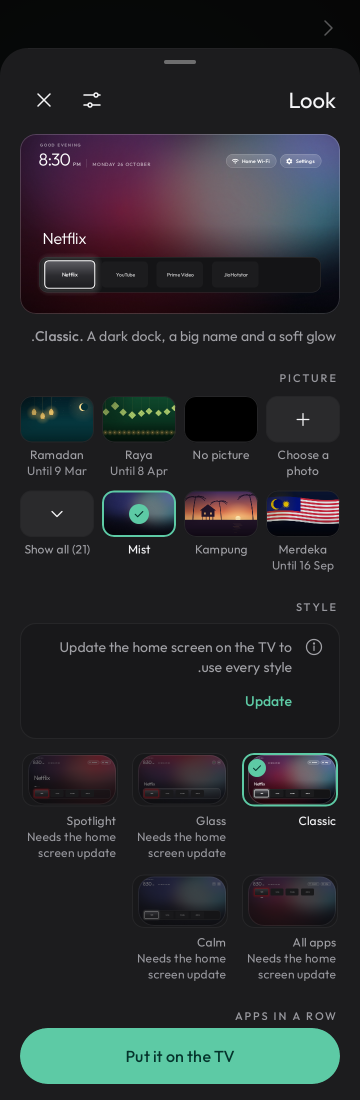 Look
GOOD EVENING
8:30 PM
MONDAY 26 OCTOBER
Home Wi-Fi
Settings
Netflix
Netflix
YouTube
Prime Video
JioHotstar
.Classic. A dark dock, a big name and a soft glow
PICTURE
Choose a
photo
No picture
Raya
Until 8 Apr
Ramadan
Until 9 Mar
Merdeka
Until 16 Sep
Kampung
Mist
Show all (21)
STYLE
Update the home screen on the TV to
.use every style
Update
Classic
Glass
Needs the home
screen update
Spotlight
Needs the home
screen update
All apps
Needs the home
screen update
Calm
Needs the home
screen update
APPS IN A ROW
Put it on the TV